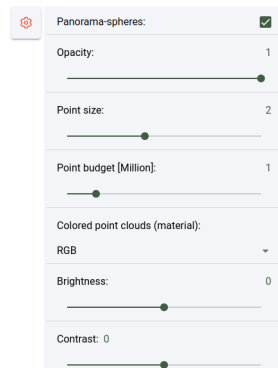 Panorama-spheres:
Opacity: 1
Point size: 2
Point budget [Million]: 1
Colored point clouds (material):
RGB
Brightness: 0
Contrast: 0